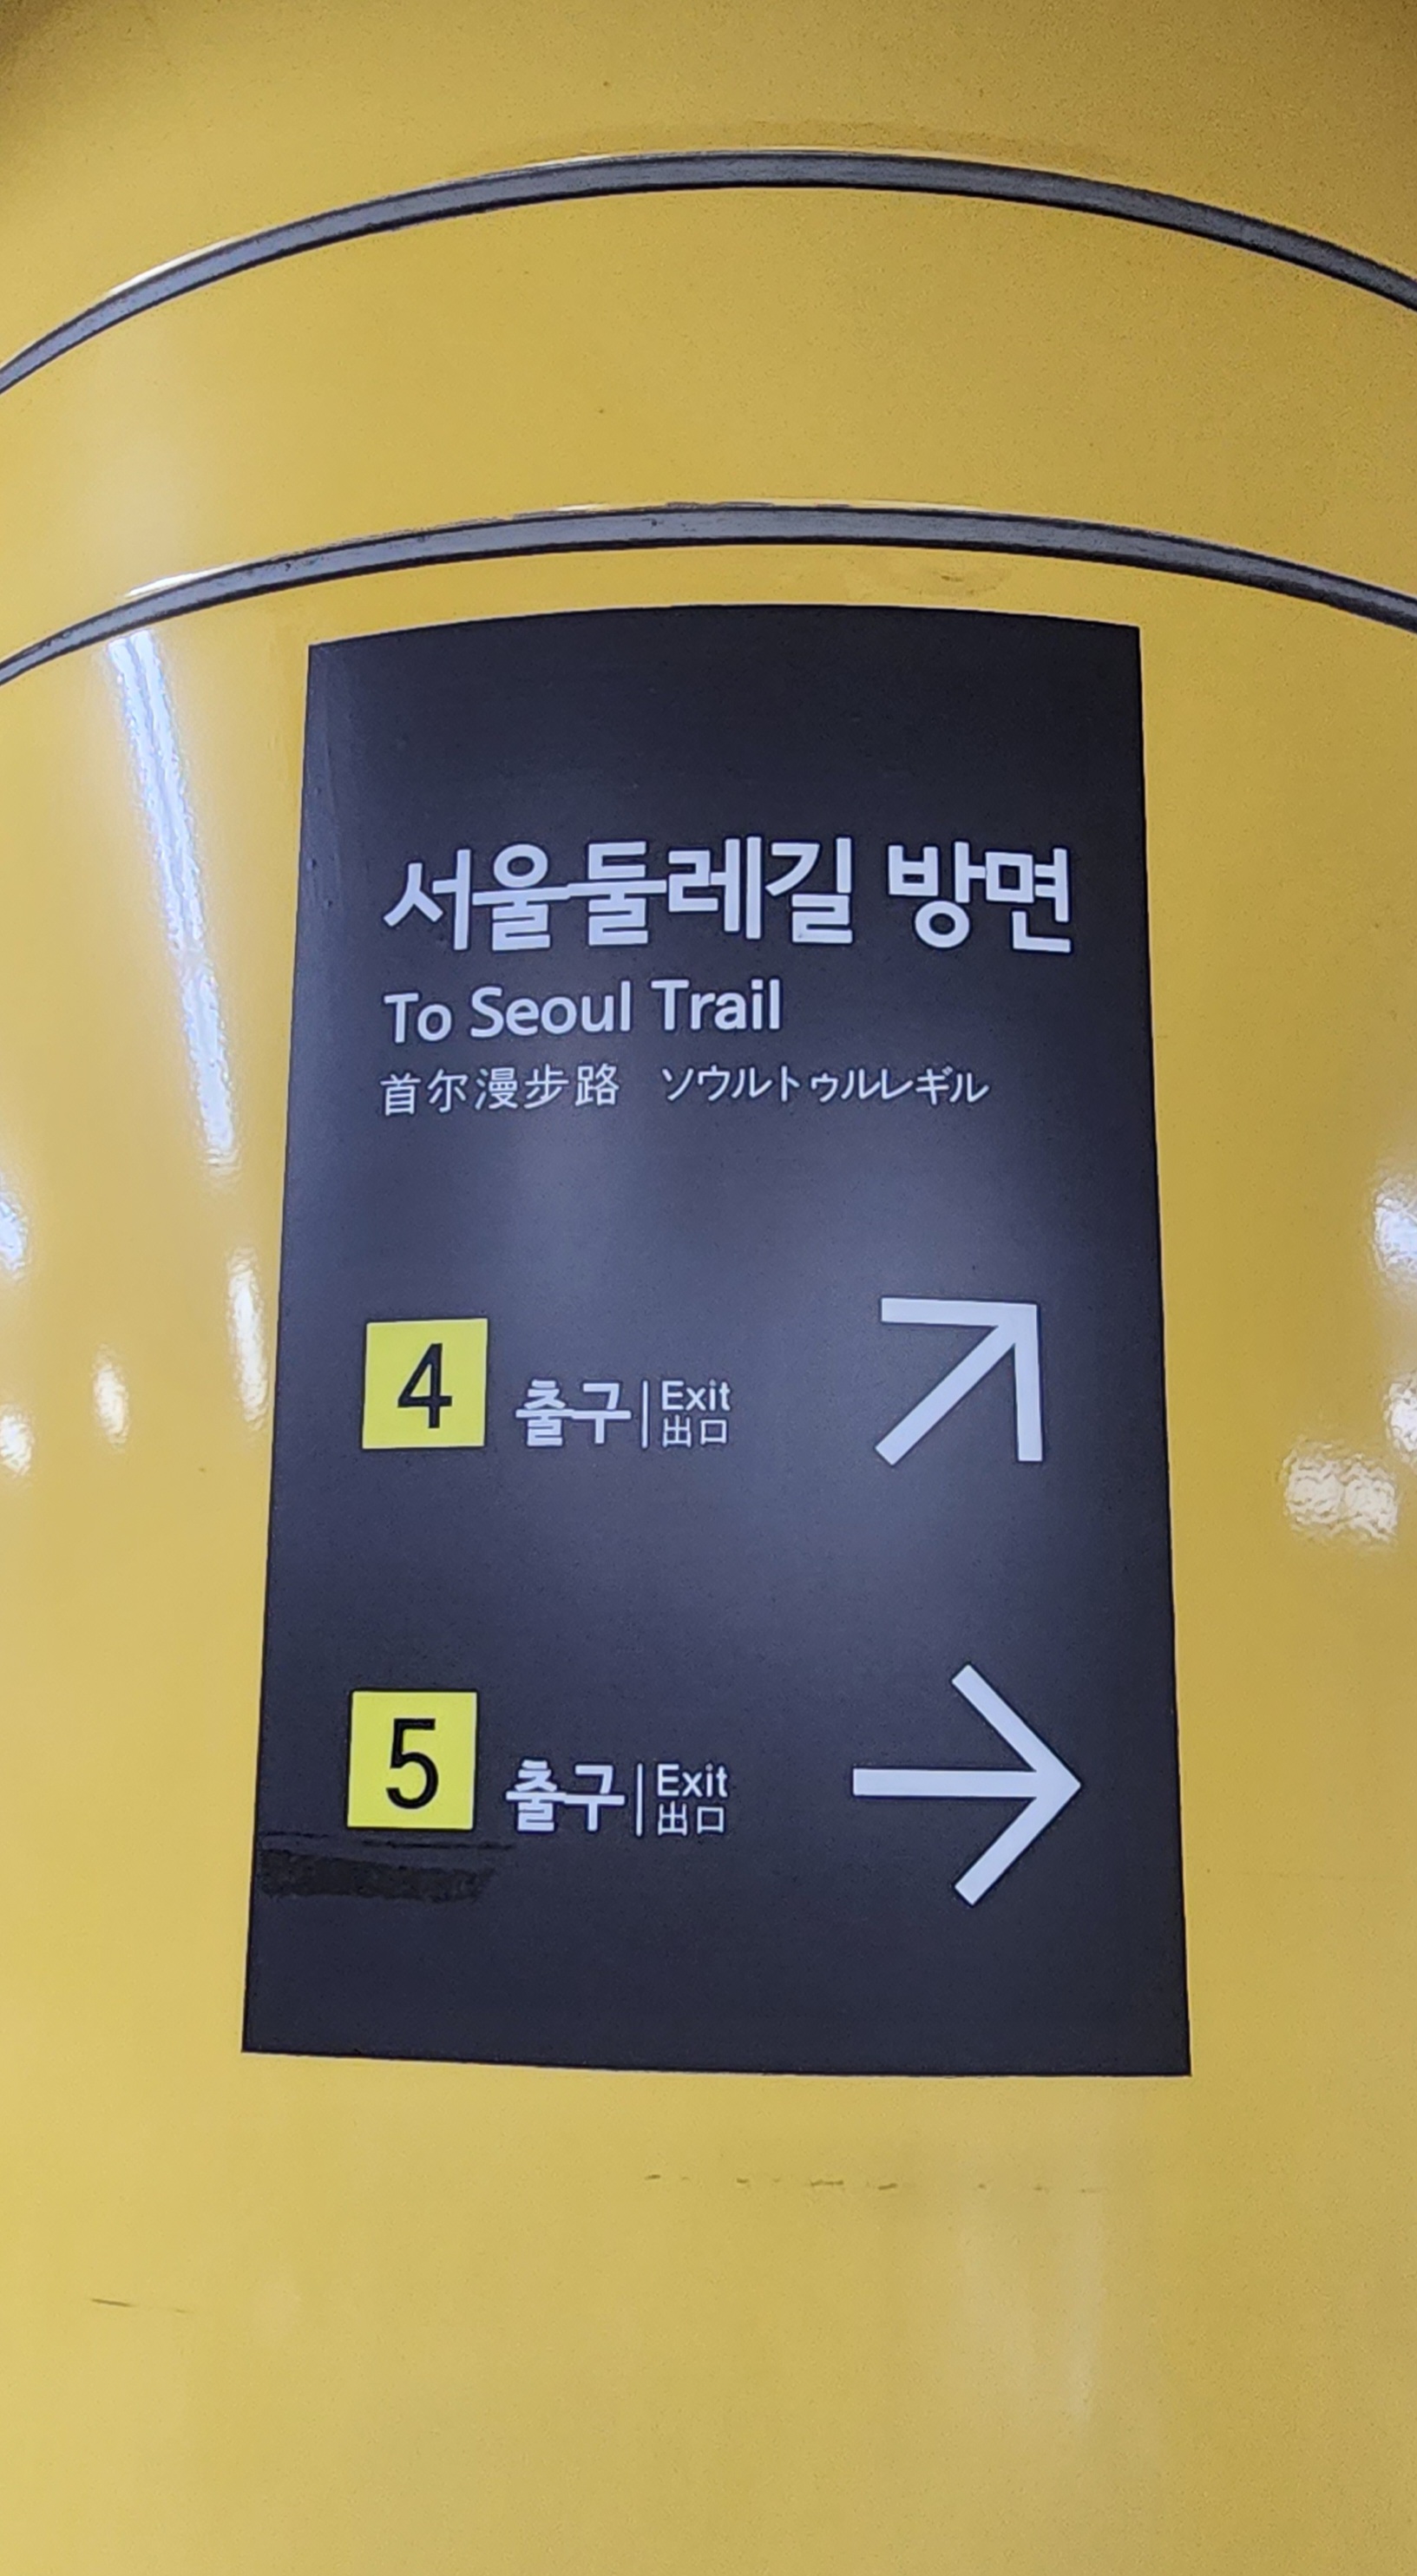 서울둘레길 방면
To Seoul Trail
首尔漫步路 ソウルトゥルレギル
4 출구 | Exit
出口
5 출구 | Exit
出口